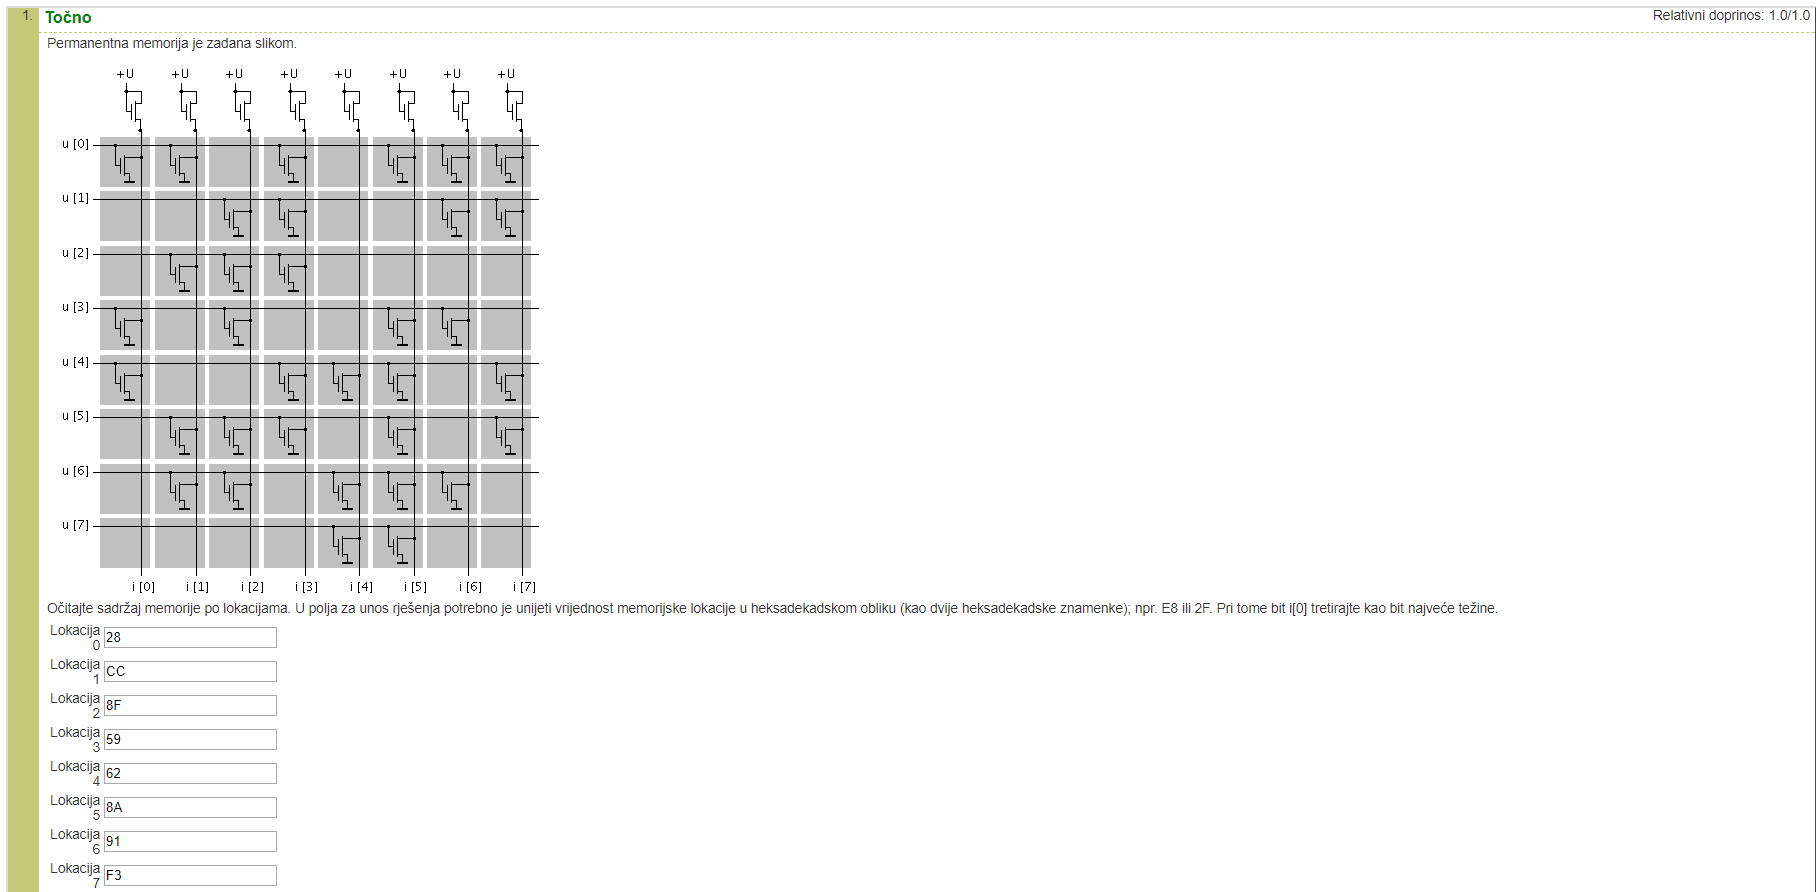 1. Točno Relativni doprinos: 1.0/1.0
Permanentna memorija je zadana slikom.
+U +U +U +U +U +U +U +U
u [0]
u [1]
u [2]
u [3]
u [4]
u [5]
u [6]
u [7]
i [0] i [1] i [2] i [3] i [4] i [5] i [6] i [7]
Očitajte sadržaj memorije po lokacijama. U polja za unos rješenja potrebno je unijeti vrijednost memorijske lokacije u heksadekadskom obliku (kao dvije heksadekadske znamenke); npr. E8 ili 2F. Pri tome bit i[0] tretirajte kao bit najveće težine.
Lokacija
0 28
Lokacija
1 CC
Lokacija
2 8F
Lokacija
3 59
Lokacija
4 62
Lokacija
5 8A
Lokacija
6 91
Lokacija
7 F3